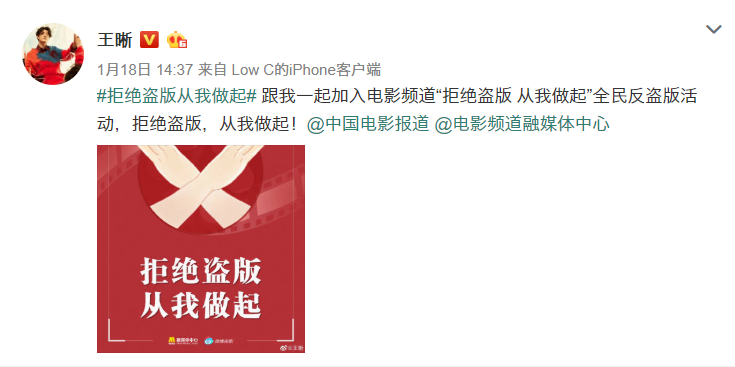 王晰
1月18日 14:37 来自 Low C的iPhone客户端
#拒绝盗版从我做起# 跟我一起加入电影频道“拒绝盗版 从我做起”全民反盗版活
动，拒绝盗版，从我做起！@中国电影报道 @电影频道融媒体中心
拒绝盗版
从我做起
@王晰